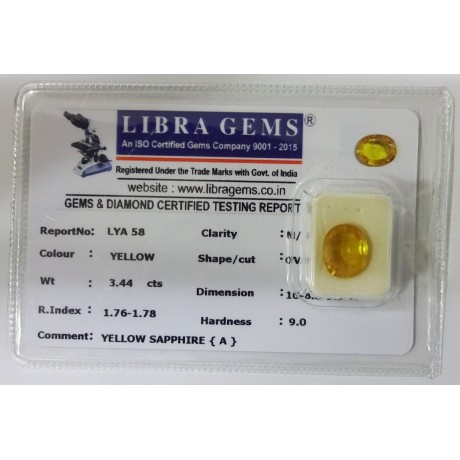 LIBRA GEMS ®
An ISO Certified Gems Company 9001 - 2015
Registered Under the Trade Marks with Govt. of India
website : www.libragems.co.in
GEMS & DIAMOND CERTIFIED TESTING REPORT
ReportNo: LYA 58 Clarity :
Colour : YELLOW Shape/cut :
Wt : 3.44 cts Dimension :
R.Index : 1.76-1.78 Hardness : 9.0
Comment: YELLOW SAPPHIRE { A }